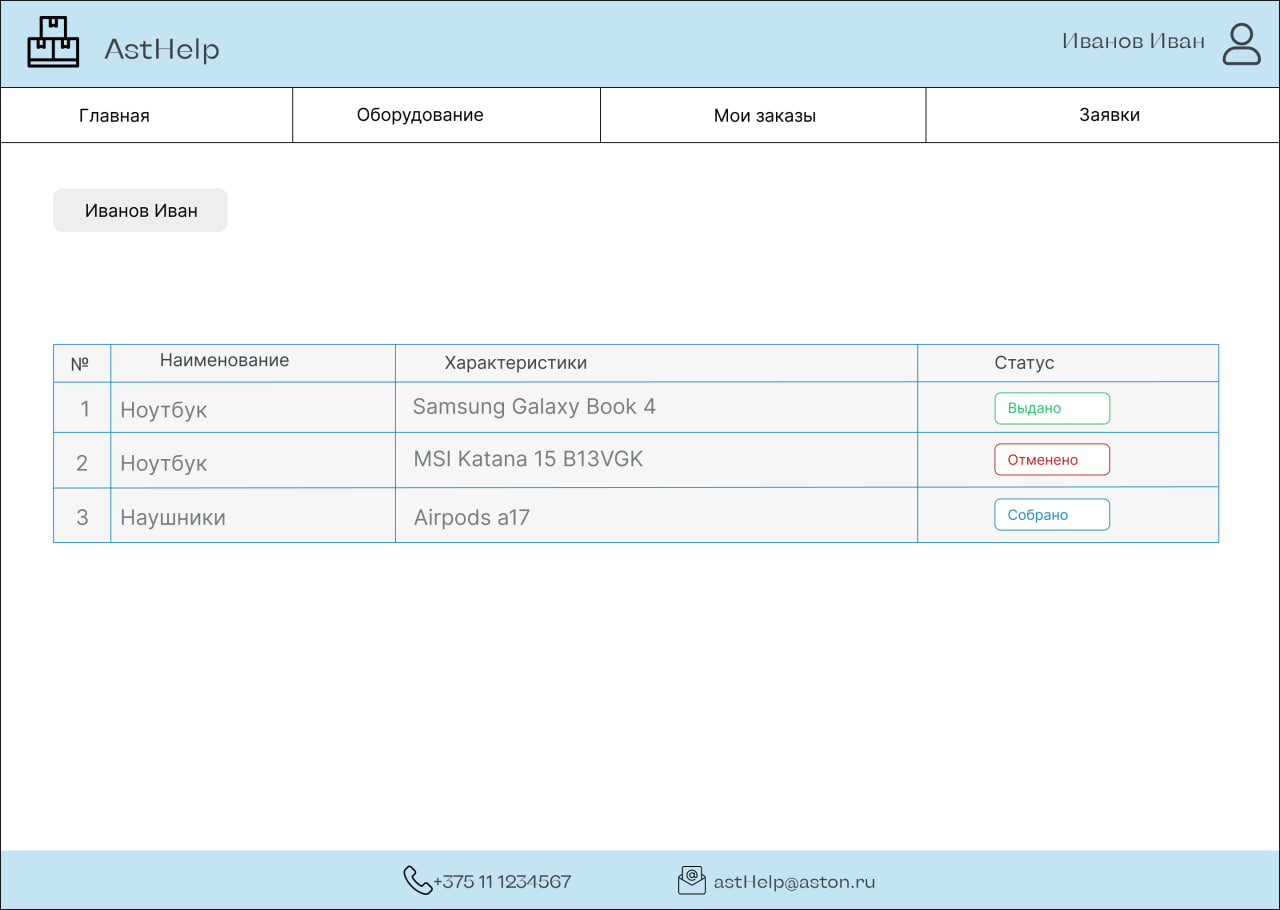 AstHelp
Иванов Иван
Главная Оборудование Мои заказы Заявки
Иванов Иван
№ Наименование Характеристики Статус
1 Ноутбук Samsung Galaxy Book 4 Выдано
2 Ноутбук MSI Katana 15 B13VGK Отменено
3 Наушники Airpods a17 Собрано
+375 11 1234567 astHelp@aston.ru